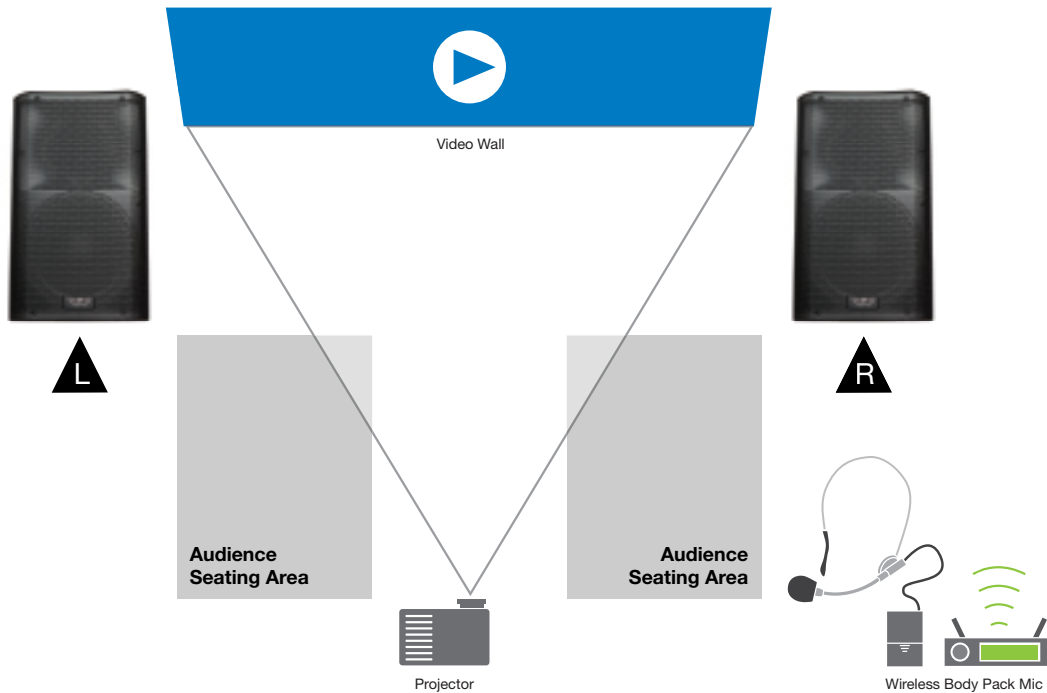 Video Wall
L
R
Audience
Seating Area
Audience
Seating Area
Projector
Wireless Body Pack Mic